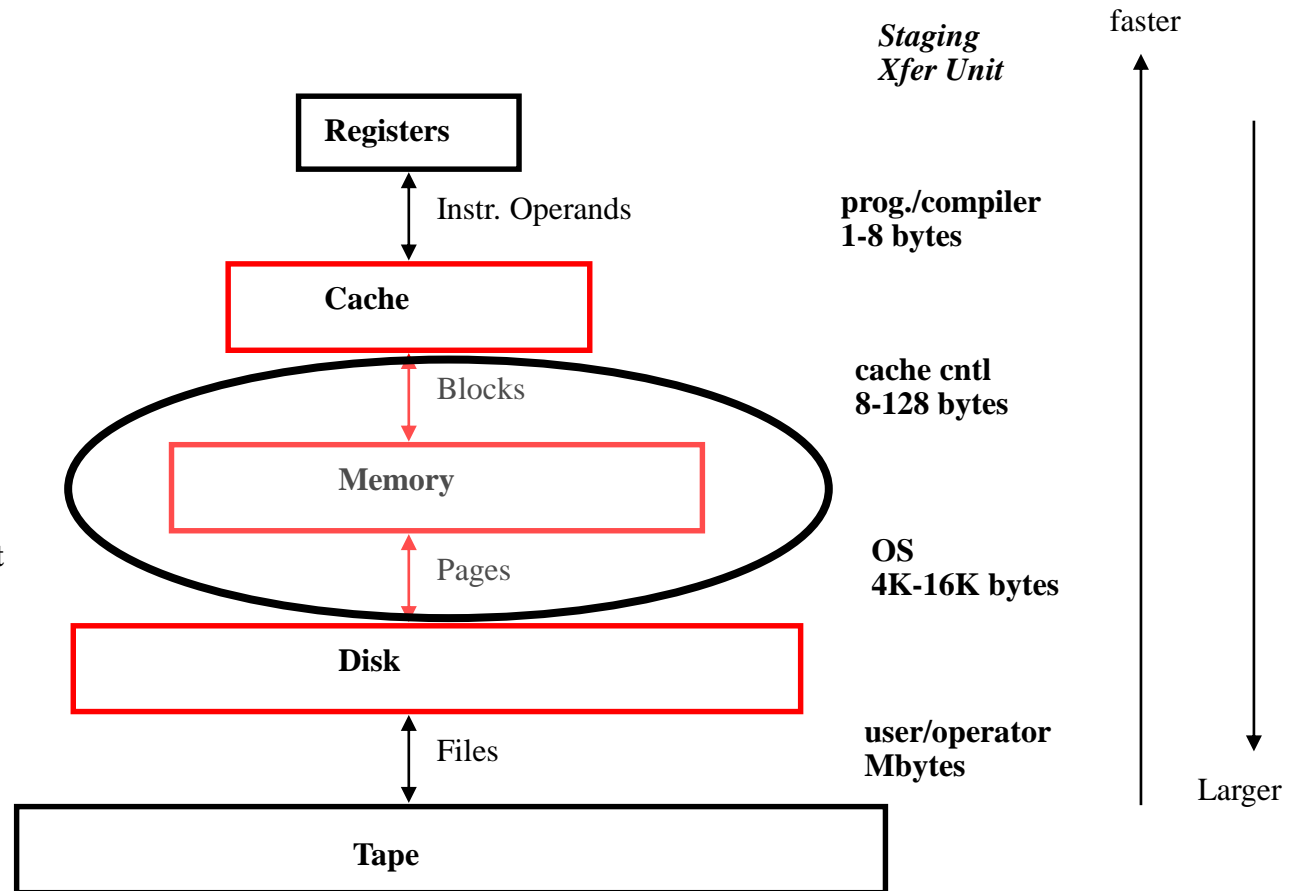 Staging
Xfer Unit
faster
Registers
Instr. Operands
prog./compiler
1-8 bytes
Cache
Blocks
cache cntl
8-128 bytes
Memory
t
Pages
OS
4K-16K bytes
Disk
Files
user/operator
Mbytes
Larger
Tape